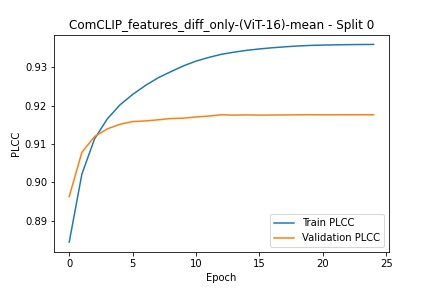 ComCLIP_features_diff_only-(ViT-16)-mean - Split 0
PLCC
0.93
0.92
0.91
0.90
0.89
Train PLCC
Validation PLCC
0 5 10 15 20 25
Epoch